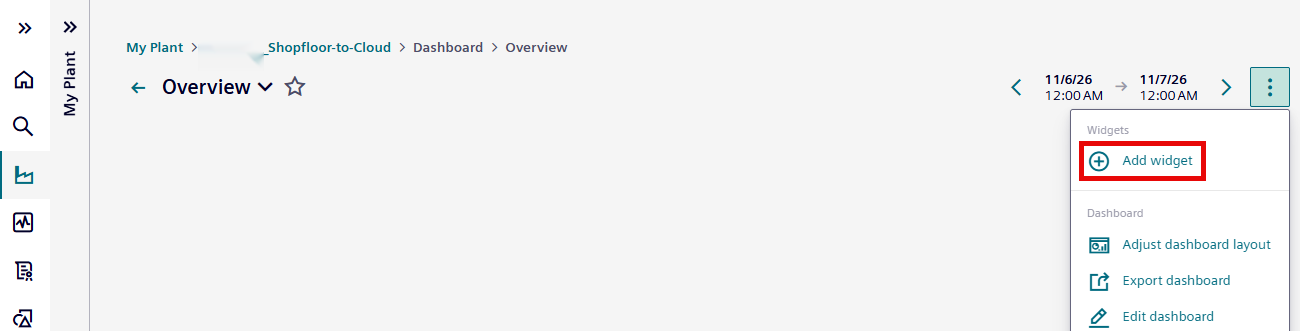 My Plant
My Plant _Shopfloor-to-Cloud Dashboard Overview
Overview
11/6/26
12:00 AM
11/7/26
12:00 AM
Widgets
Add widget
Dashboard
Adjust dashboard layout
Export dashboard
Edit dashboard